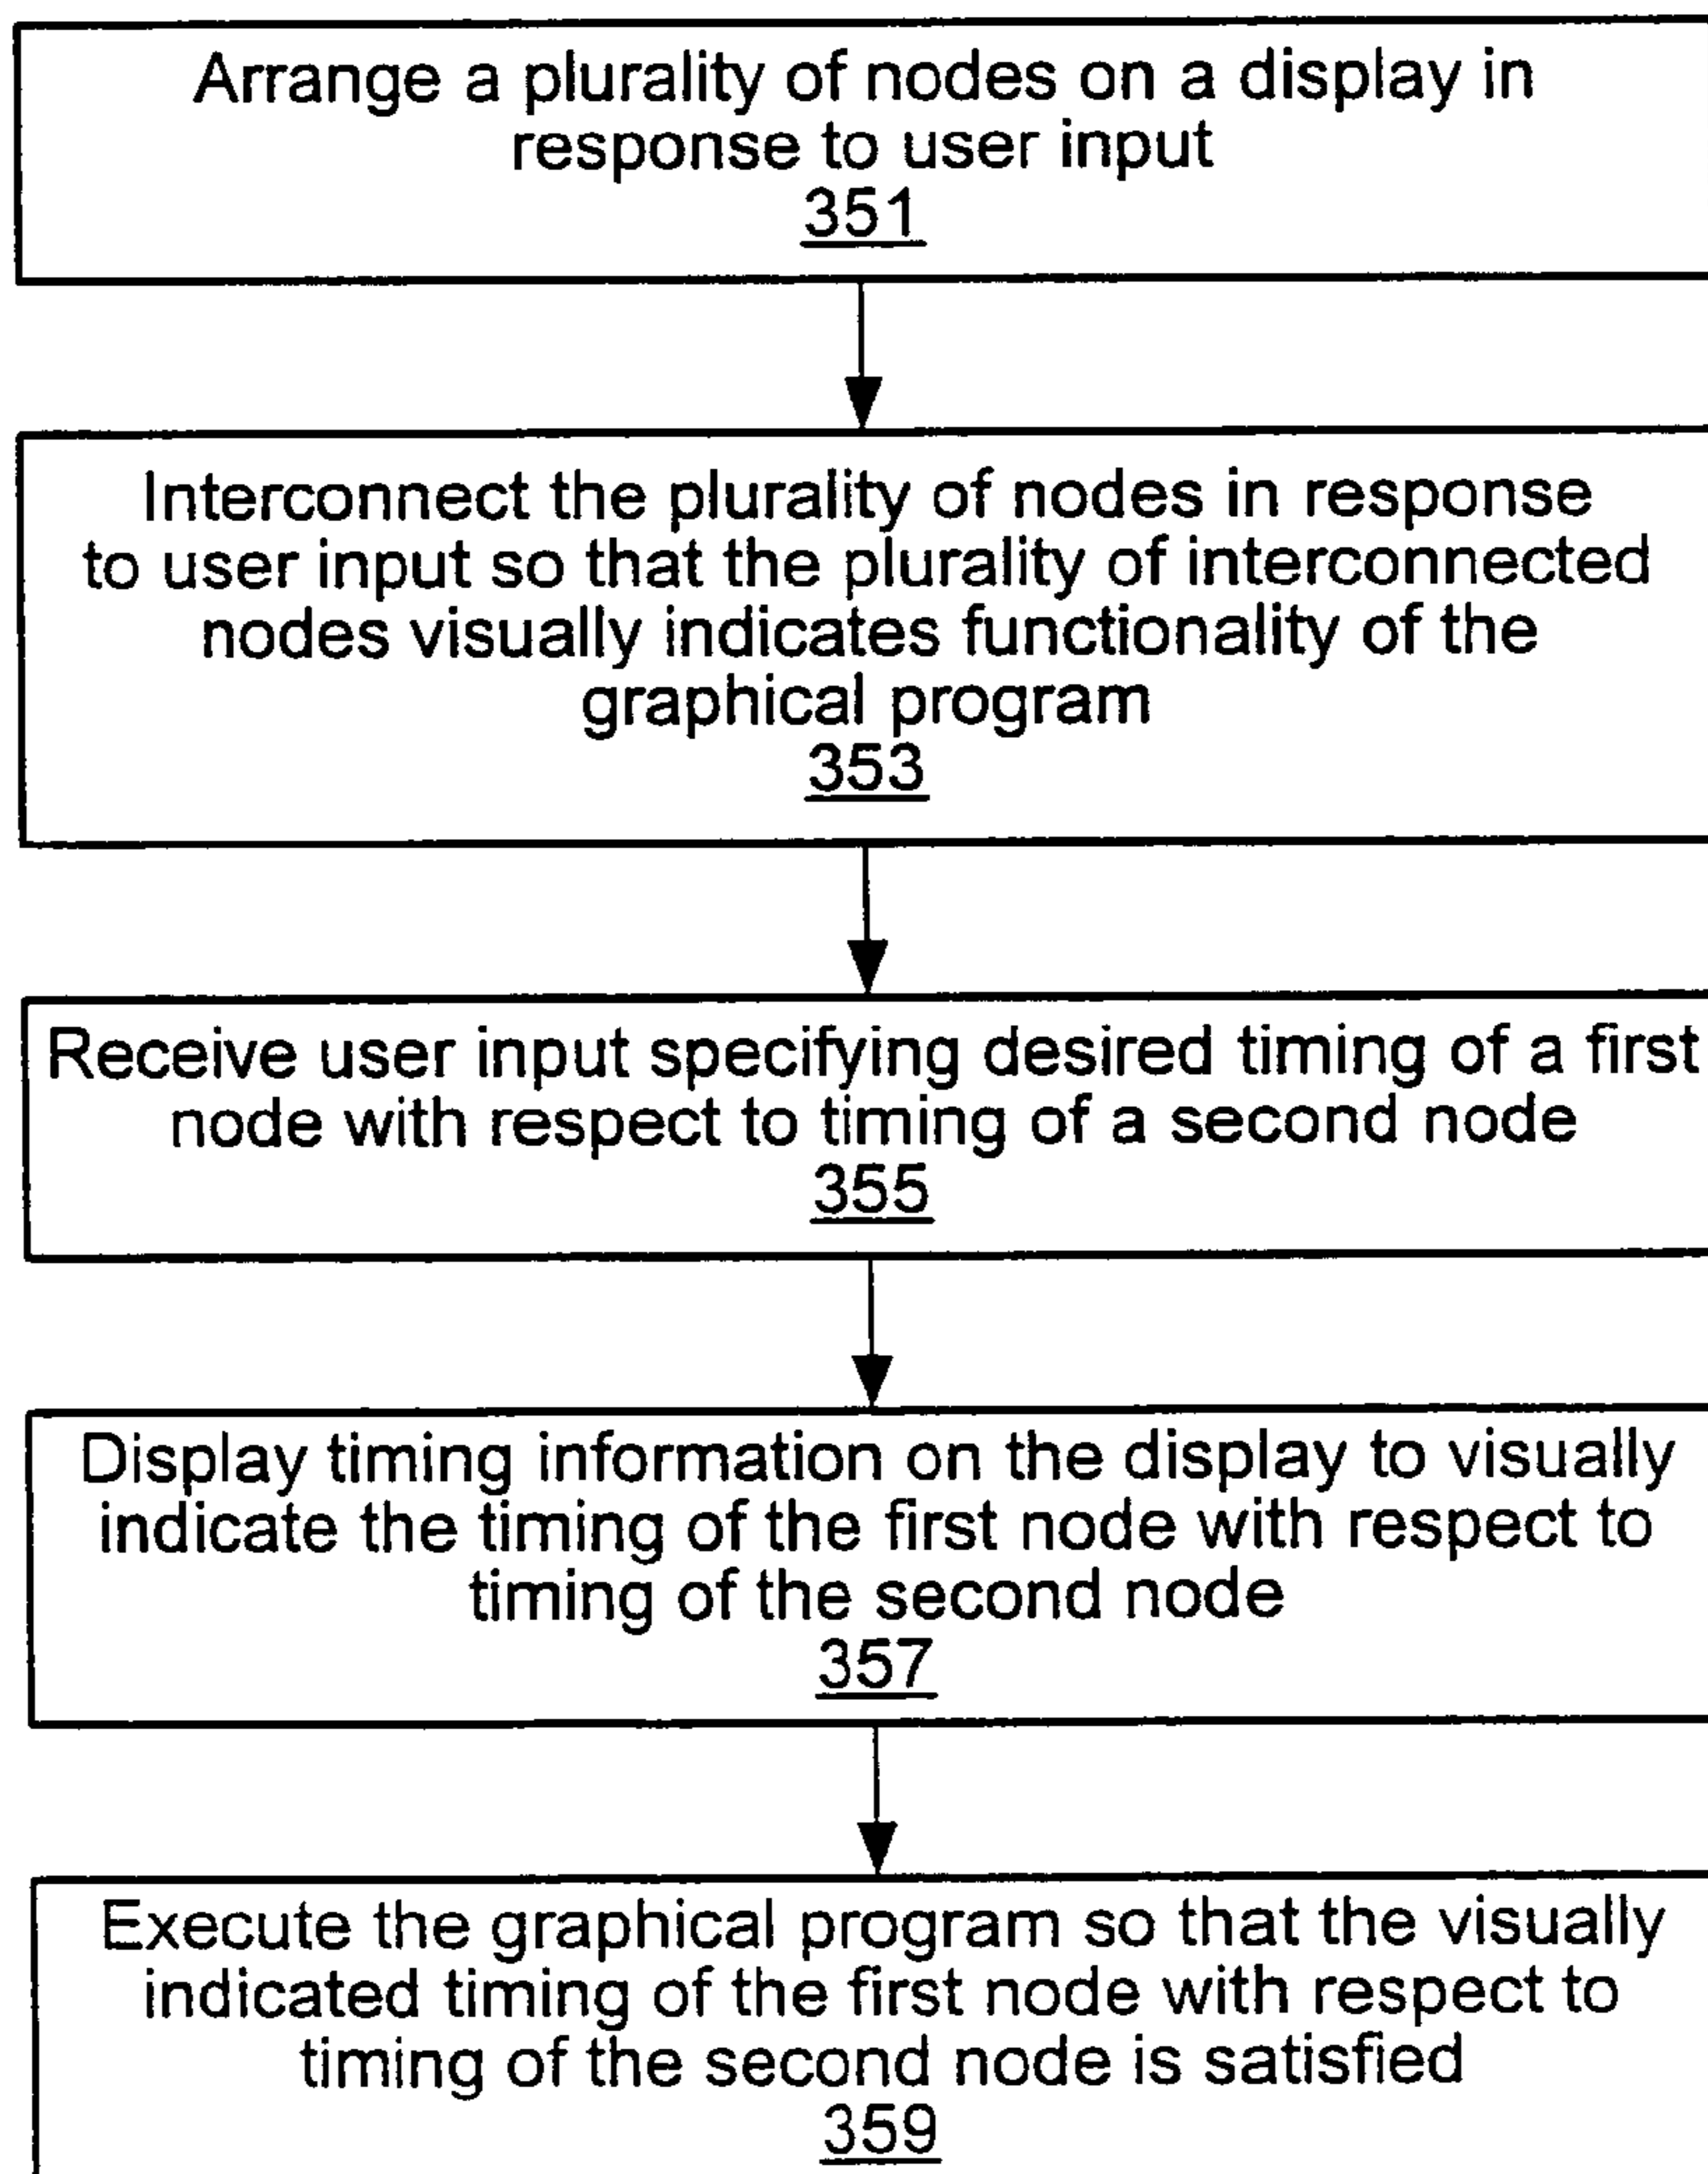 Arrange a plurality of nodes on a display in
response to user input
351
Interconnect the plurality of nodes in response
to user input so that the plurality of interconnected
nodes visually indicates functionality of the
graphical program
353
Receive user input specifying desired timing of a first
node with respect to timing of a second node
355
Display timing information on the display to visually
indicate the timing of the first node with respect to
timing of the second node
357
Execute the graphical program so that the visually
indicated timing of the first node with respect to
timing of the second node is satisfied
359